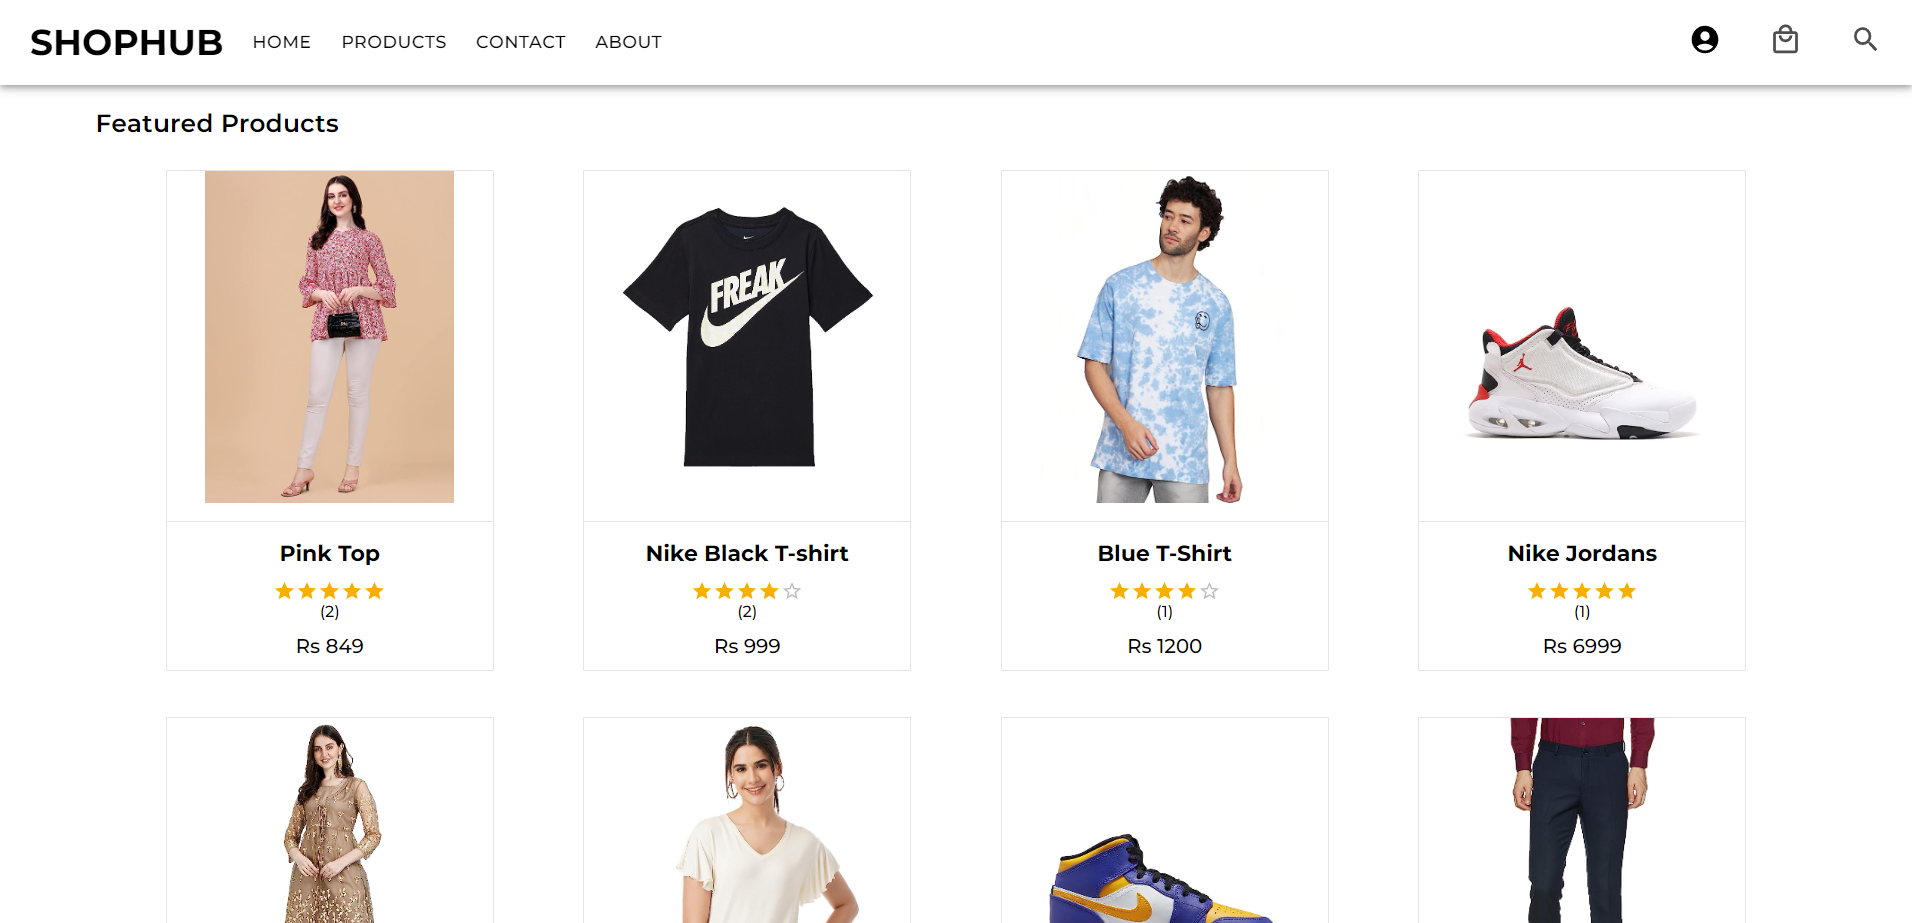 SHOPHUB HOME PRODUCTS CONTACT ABOUT
Featured Products
FREAK
Pink Top
(2)
Rs 849
Nike Black T-shirt
(2)
Rs 999
Blue T-Shirt
(1)
Rs 1200
Nike Jordans
(1)
Rs 6999